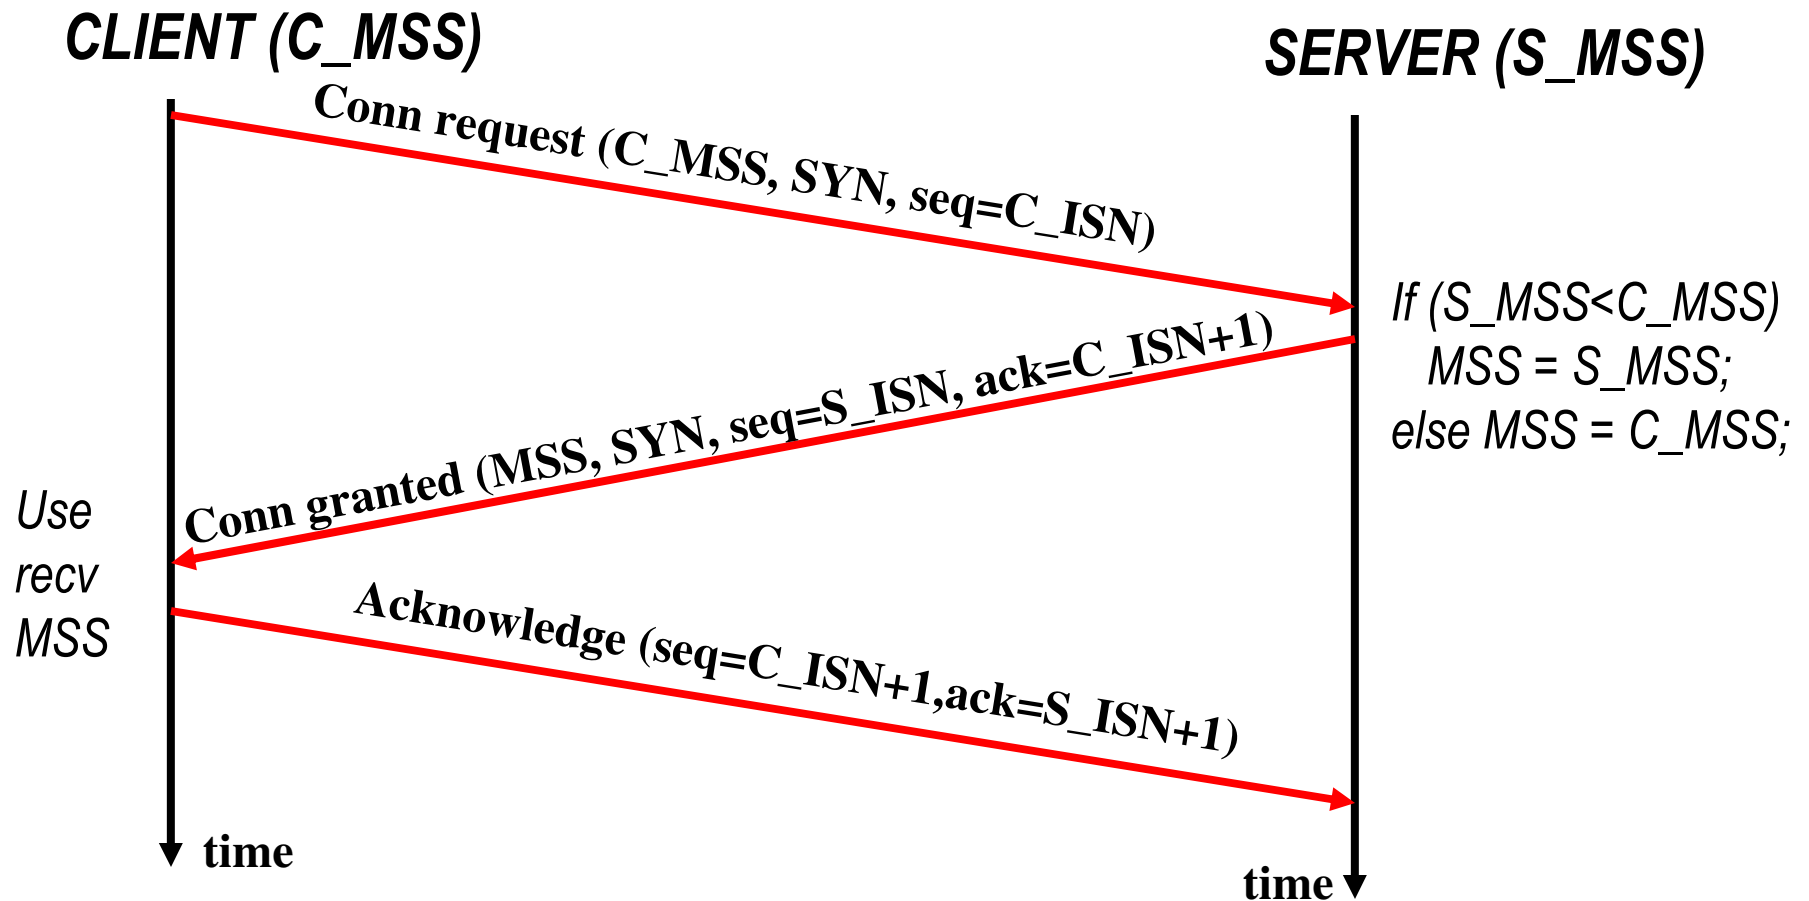 CLIENT (C_MSS)
SERVER (S_MSS)
Conn request (C_MSS, SYN, seq=C_ISN)
If (S_MSS<C_MSS)
MSS = S_MSS;
else MSS = C_MSS;
Conn granted (MSS, SYN, seq=S_ISN, ack=C_ISN+1)
Use
recv
MSS
Acknowledge (seq=C_ISN+1,ack=S_ISN+1)
time
time